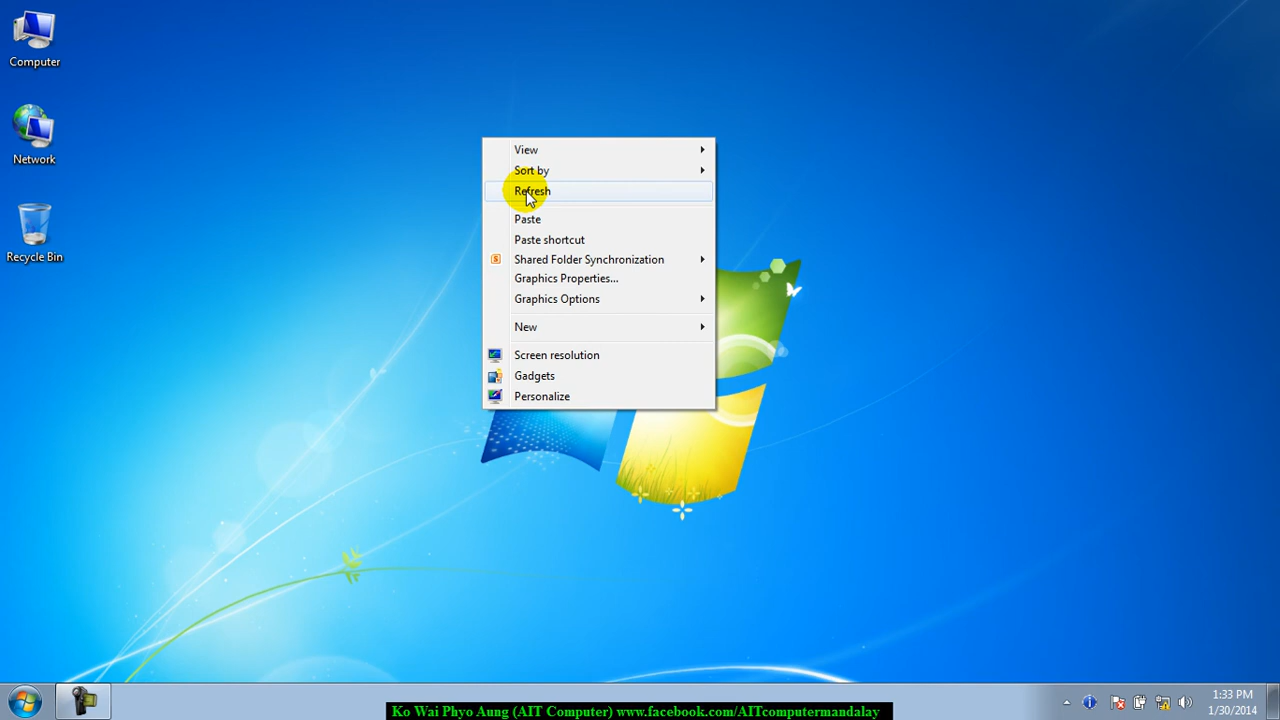 Computer
Network
Recycle Bin
View
Sort by
Refresh
Paste
Paste shortcut
Shared Folder Synchronization
Graphics Properties...
Graphics Options
New
Screen resolution
Gadgets
Personalize
1:33 PM
1/30/2014
Ko Wai Phyo Aung (AIT Computer) www.facebook.com/AITcomputermandalay